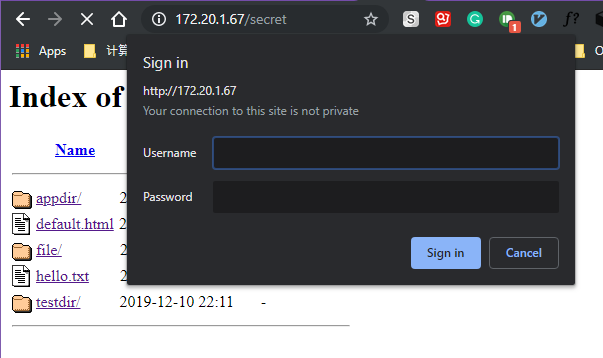 172.20.1.67/secret
S
1
f?
Apps
计算
Sign in
http://172.20.1.67
Your connection to this site is not private
Username
Password
Sign in
Cancel
Index of
Name
appdir/ 2
default.html 2
file/ 2
hello.txt 2
testdir/ 2019-12-10 22:11 -